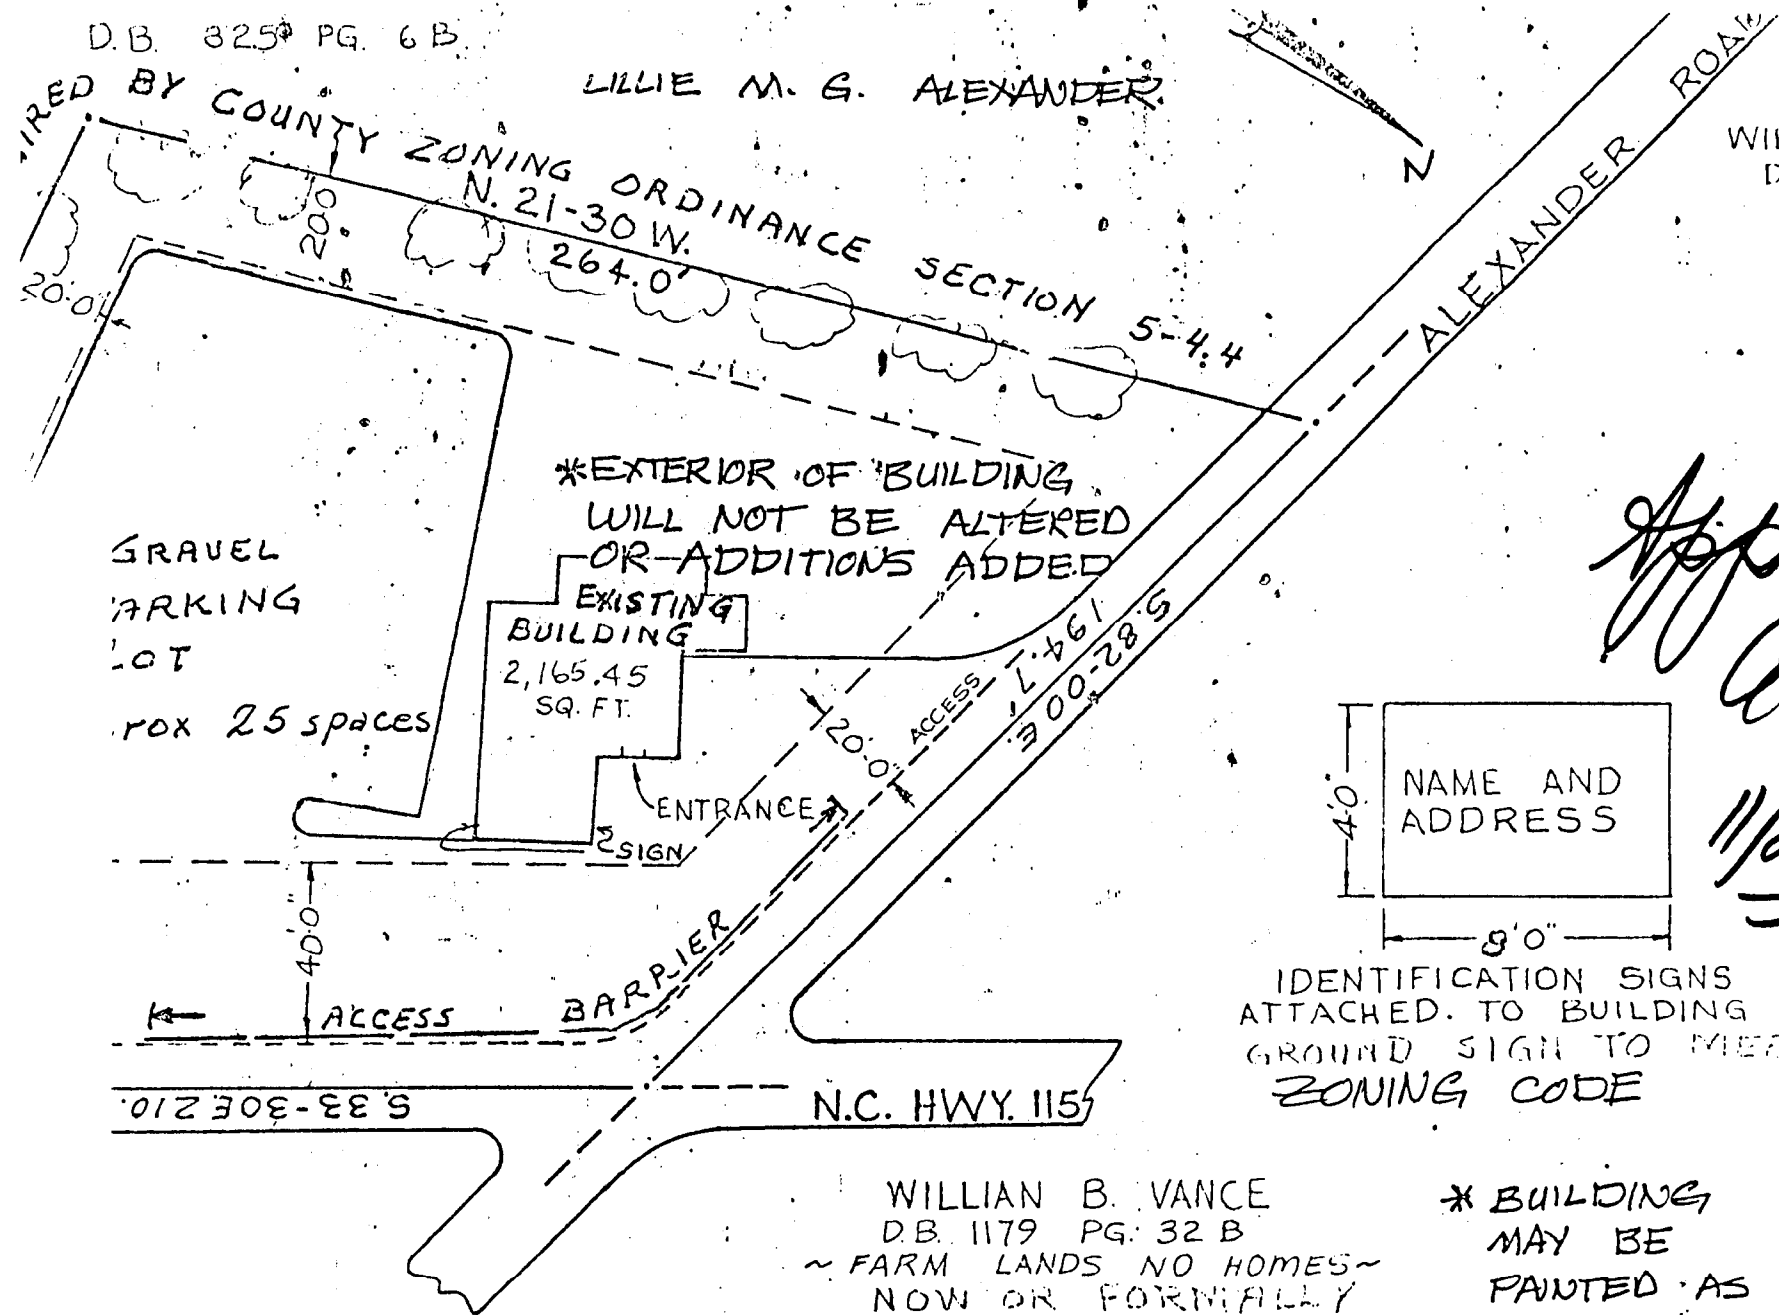 D.B. 325 PG. 6B
LILLIE M. G. ALEXANDER
BY COUNTY ZONING ORDINANCE SECTION 5-4.4
N. 21-30 W.
264.0'
20'0
20'0
N
ALEXANDER ROAD
*EXTERIOR OF BUILDING
WILL NOT BE ALTERED
OR ADDITIONS ADDED
GRAVEL
ARKING
LOT
rox 25 spaces
EXISTING
BUILDING
2,165.45
SQ. FT.
ENTRANCE
SIGN
20'0"
ACCESS
194.7'
S.82-00 E.
NAME AND
ADDRESS
4'0"
8'0"
IDENTIFICATION SIGNS
ATTACHED TO BUILDING
GROUND SIGN TO
ZONING CODE
40'0"
ACCESS
BARRIER
S.33-30E 210.
N.C. HWY. 115
WILLIAN B. VANCE
D.B. 1179 PG. 32 B
~ FARM LANDS NO HOMES ~
NOW OR FORMALLY
* BUILDING
MAY BE
PAINTED AS